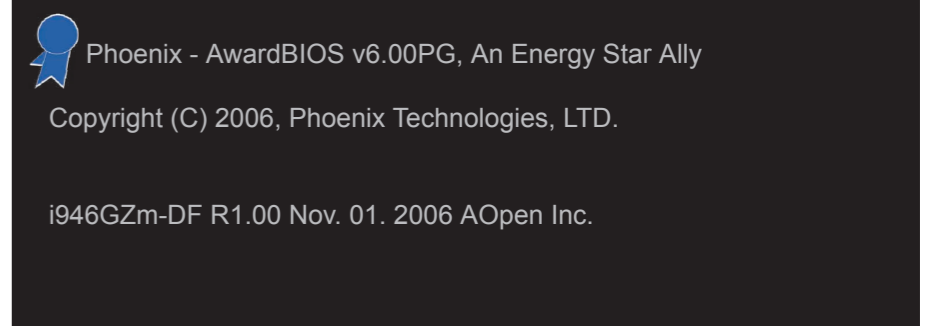 Phoenix - AwardBIOS v6.00PG, An Energy Star Ally
Copyright (C) 2006, Phoenix Technologies, LTD.
i946GZm-DF R1.00 Nov. 01. 2006 AOpen Inc.